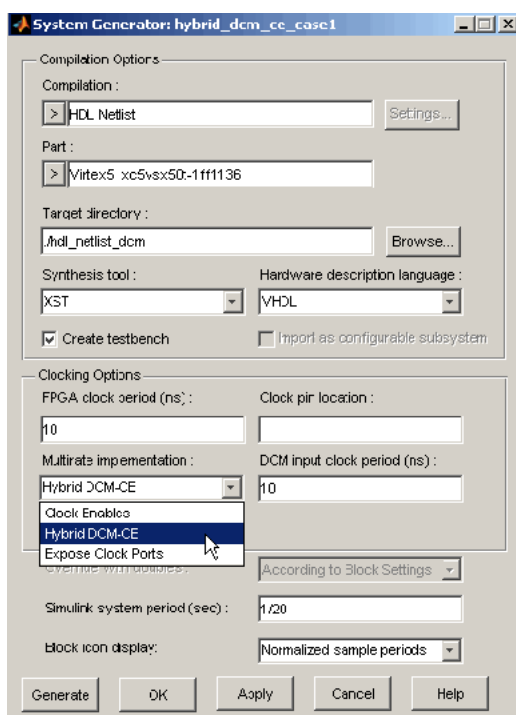 System Generator: hybrid_dcm_ce_case1
Compilation Options
Compilation :
> HDL Netlist
Settings...
Part :
> Virtex5 xc5vsx50t-1ff1136
Target directory :
./hdl_netlist_dcm
Browse...
Synthesis tool :
Hardware description language :
XST
VHDL
Create testbench
Import as configurable subsystem
Clocking Options
FPGA clock period (ns) :
Clock pin location :
10
Multirate implementation :
DCM input clock period (ns) :
Hybrid DCM-CE
10
Clock Enables
Hybrid DCM-CE
Expose Clock Ports
Override with doubles :
According to Block Settings
Simulink system period (sec) :
1/20
Block icon display:
Normalized sample periods
Generate
OK
Apply
Cancel
Help